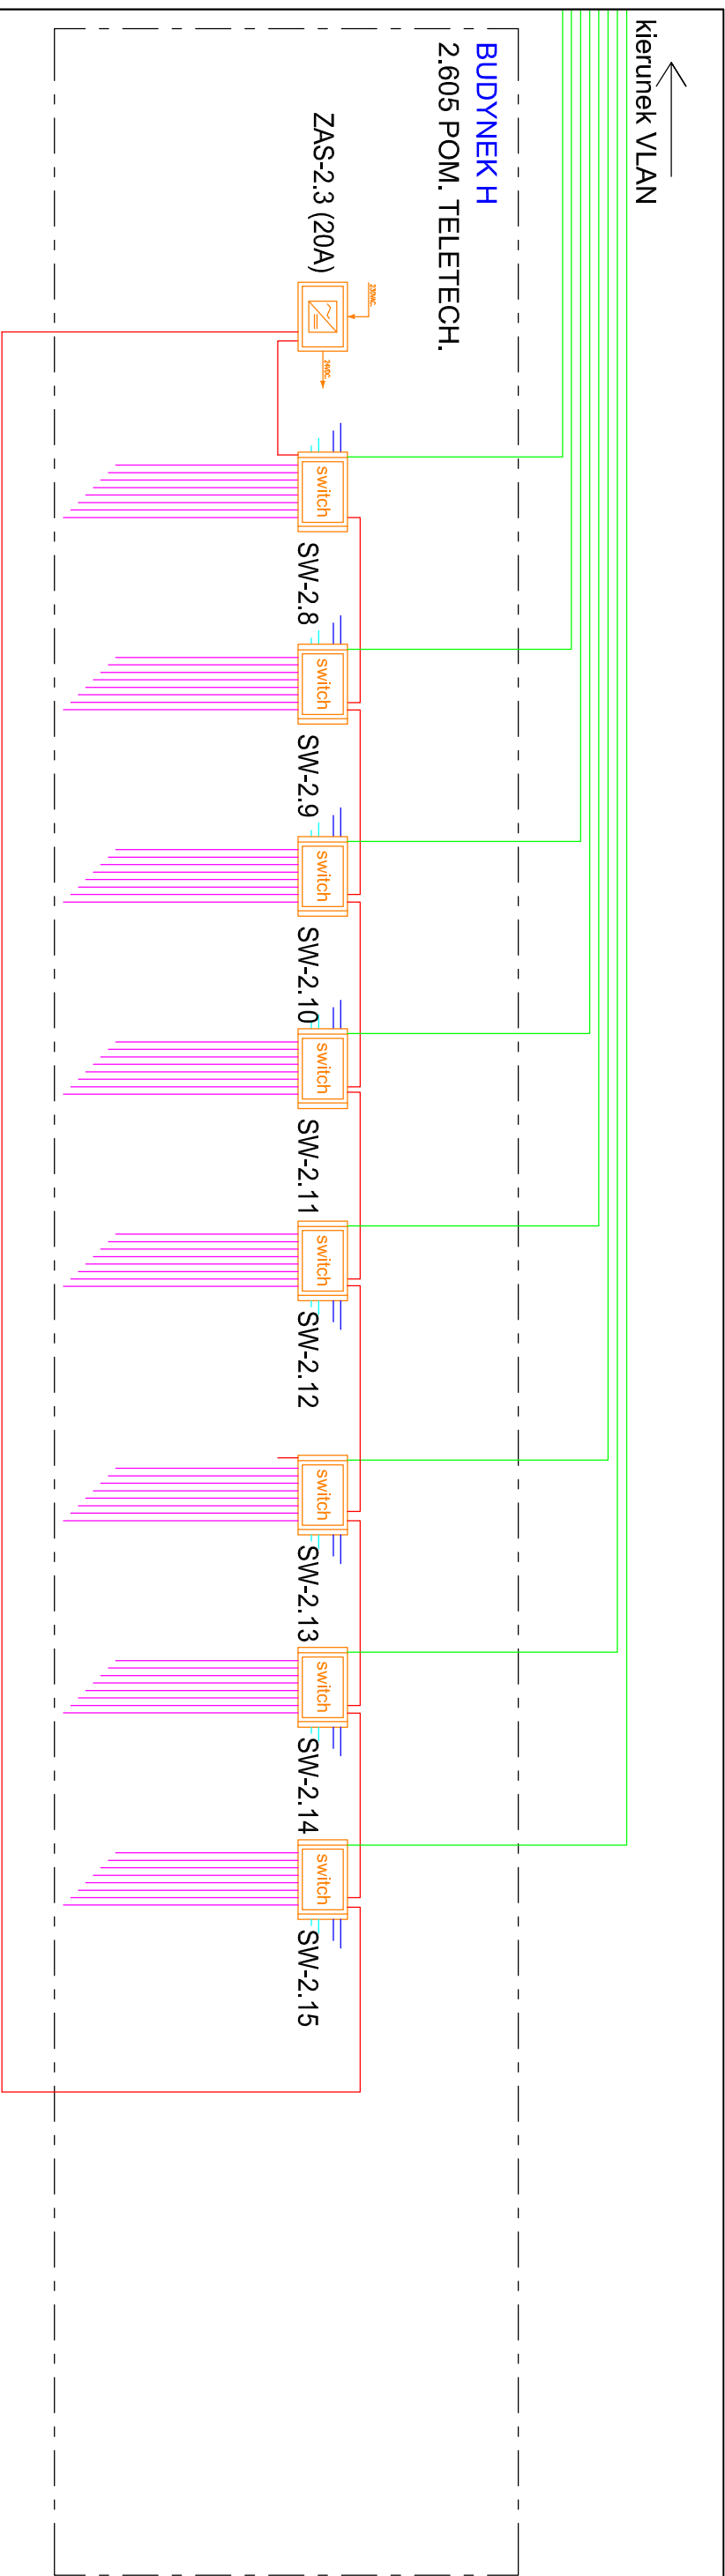 kierunek VLAN
BUDYNEK H
2.605 POM. TELETECH.
ZAS-2.3 (20A)
230VAC
24VDC
switch
SW-2.8
switch
SW-2.9
switch
SW-2.10
switch
SW-2.11
switch
SW-2.12
switch
SW-2.13
switch
SW-2.14
switch
SW-2.15